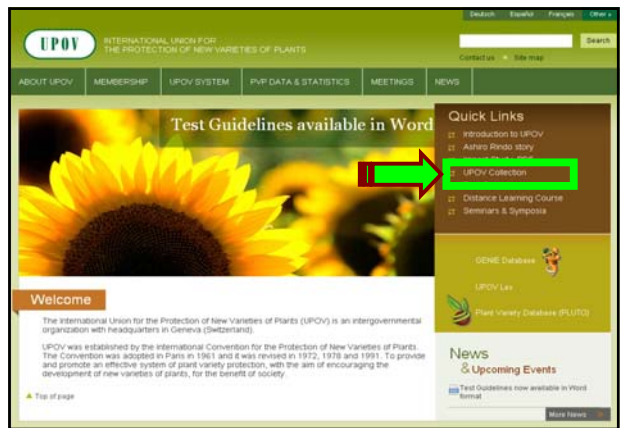 Deutsch Español Français Other
UPOV
INTERNATIONAL UNION FOR
THE PROTECTION OF NEW VARIETIES OF PLANTS
Search
Contact us Site map
ABOUT UPOV MEMBERSHIP UPOV SYSTEM PVP DATA & STATISTICS MEETINGS NEWS
Test Guidelines available in Word
Quick Links
Introduction to UPOV
Ashiro Rindo story
UPOV Collection
Distance Learning Course
Seminars & Symposia
GENIE Database
UPOV Lex
Plant Variety Database (PLUTO)
Welcome
The International Union for the Protection of New Varieties of Plants (UPOV) is an intergovernmental
organization with headquarters in Geneva (Switzerland).
UPOV was established by the International Convention for the Protection of New Varieties of Plants.
The Convention was adopted in Paris in 1961 and it was revised in 1972, 1978 and 1991. To provide
and promote an effective system of plant variety protection, with the aim of encouraging the
development of new varieties of plants, for the benefit of society.
Top of page
News
& Upcoming Events
Test Guidelines now available in Word
format
More News